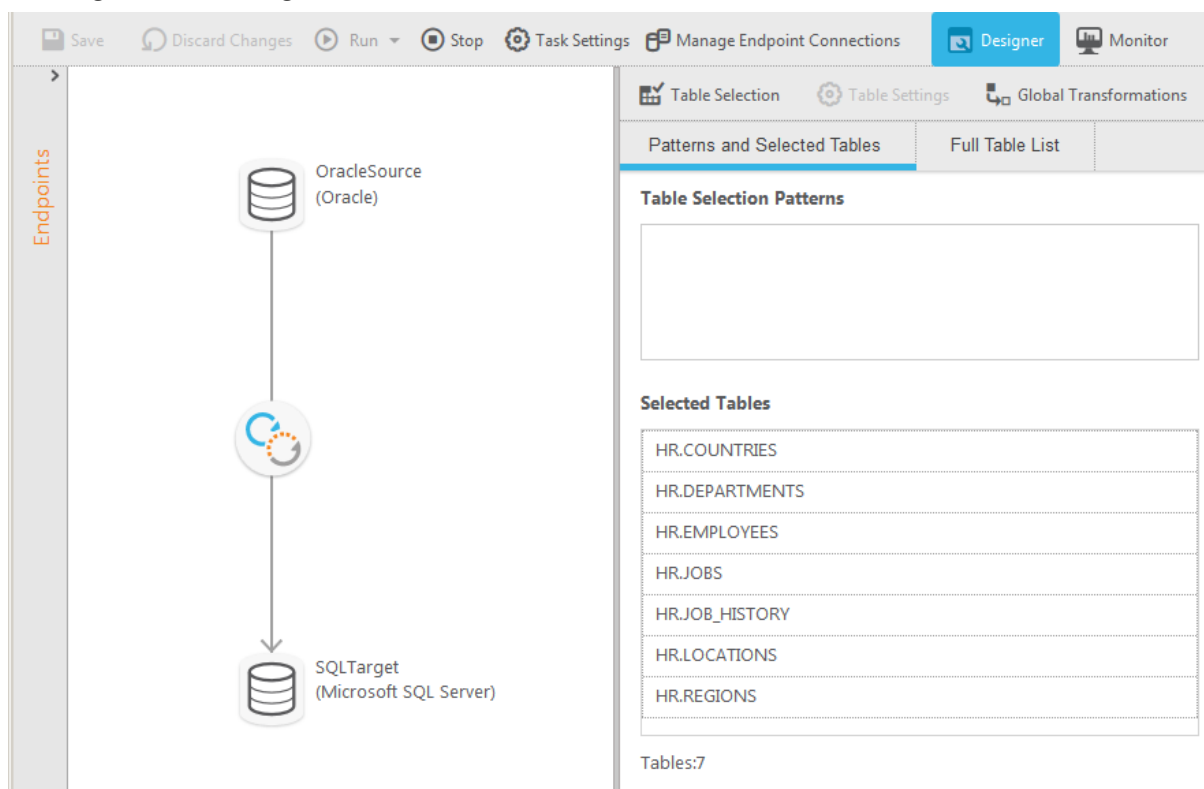 Save Discard Changes Run Stop Task Settings Manage Endpoint Connections Designer Monitor
Table Selection Table Settings Global Transformations
Patterns and Selected Tables Full Table List
Endpoints
OracleSource
(Oracle)
SQLTarget
(Microsoft SQL Server)
Table Selection Patterns
Selected Tables
HR.COUNTRIES
HR.DEPARTMENTS
HR.EMPLOYEES
HR.JOBS
HR.JOB_HISTORY
HR.LOCATIONS
HR.REGIONS
Tables:7